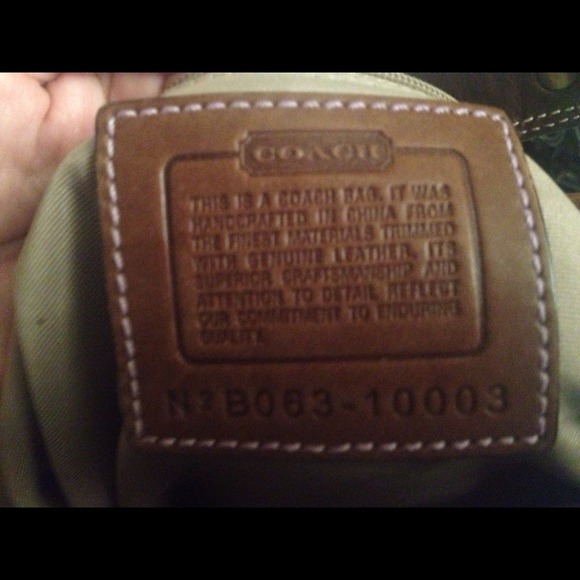 COACH
THIS IS A COACH BAG. IT WAS
HANDCRAFTED IN CHINA FROM
THE FINEST MATERIALS TRIMMED
WITH GENUINE LEATHER. ITS
SUPERIOR CRAFTSMANSHIP AND
ATTENTION TO DETAIL REFLECT
OUR COMMITMENT TO ENDURING
QUALITY.
Nº B063-10003